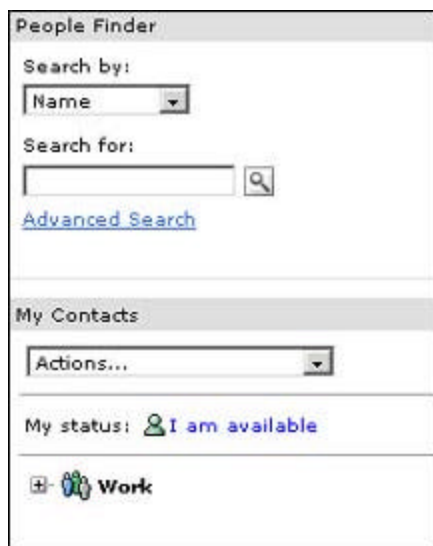 People Finder
Search by:
Name
Search for:
Advanced Search
My Contacts
Actions...
My status: I am available
Work